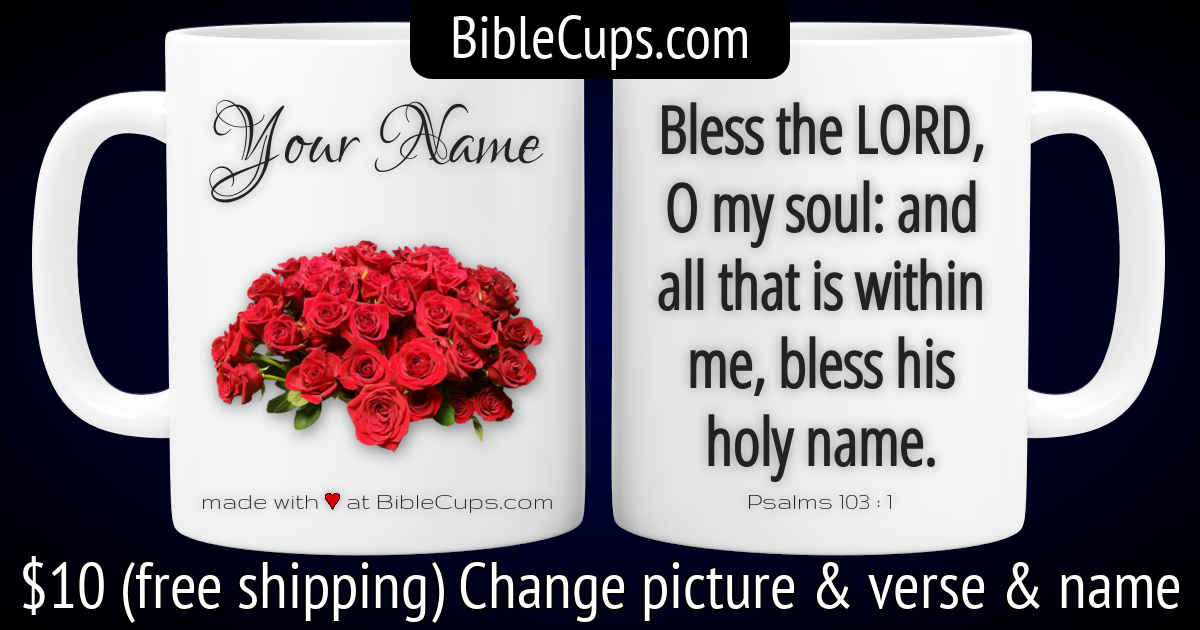 BibleCups.com
Your Name
made with ♥ at BibleCups.com
Bless the LORD,
O my soul: and
all that is within
me, bless his
holy name.
Psalms 103 : 1
$10 (free shipping) Change picture & verse & name